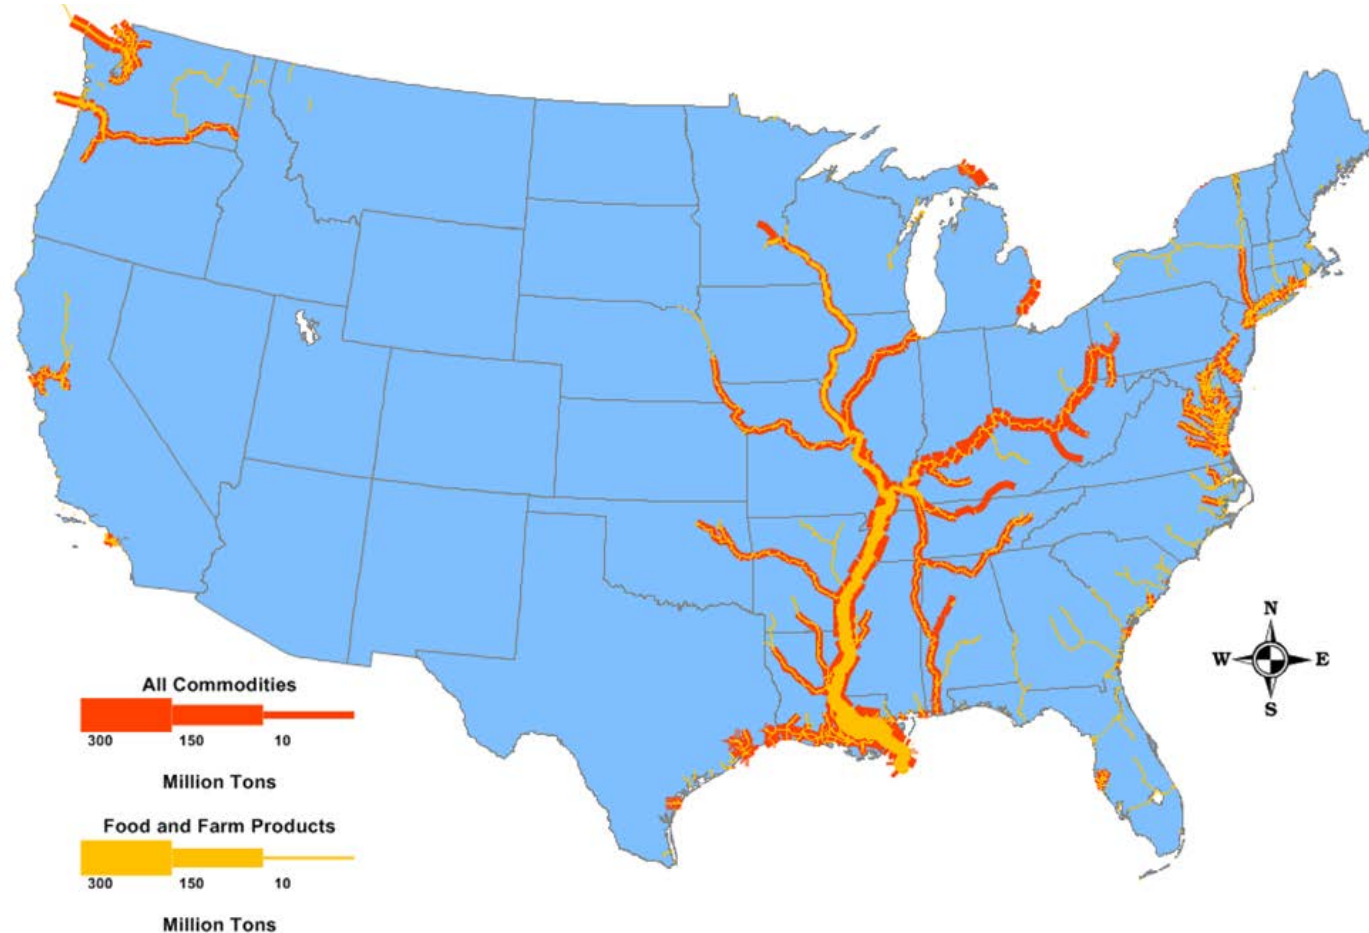 N
W E
S
All Commodities
300 150 10
Million Tons
Food and Farm Products
300 150 10
Million Tons